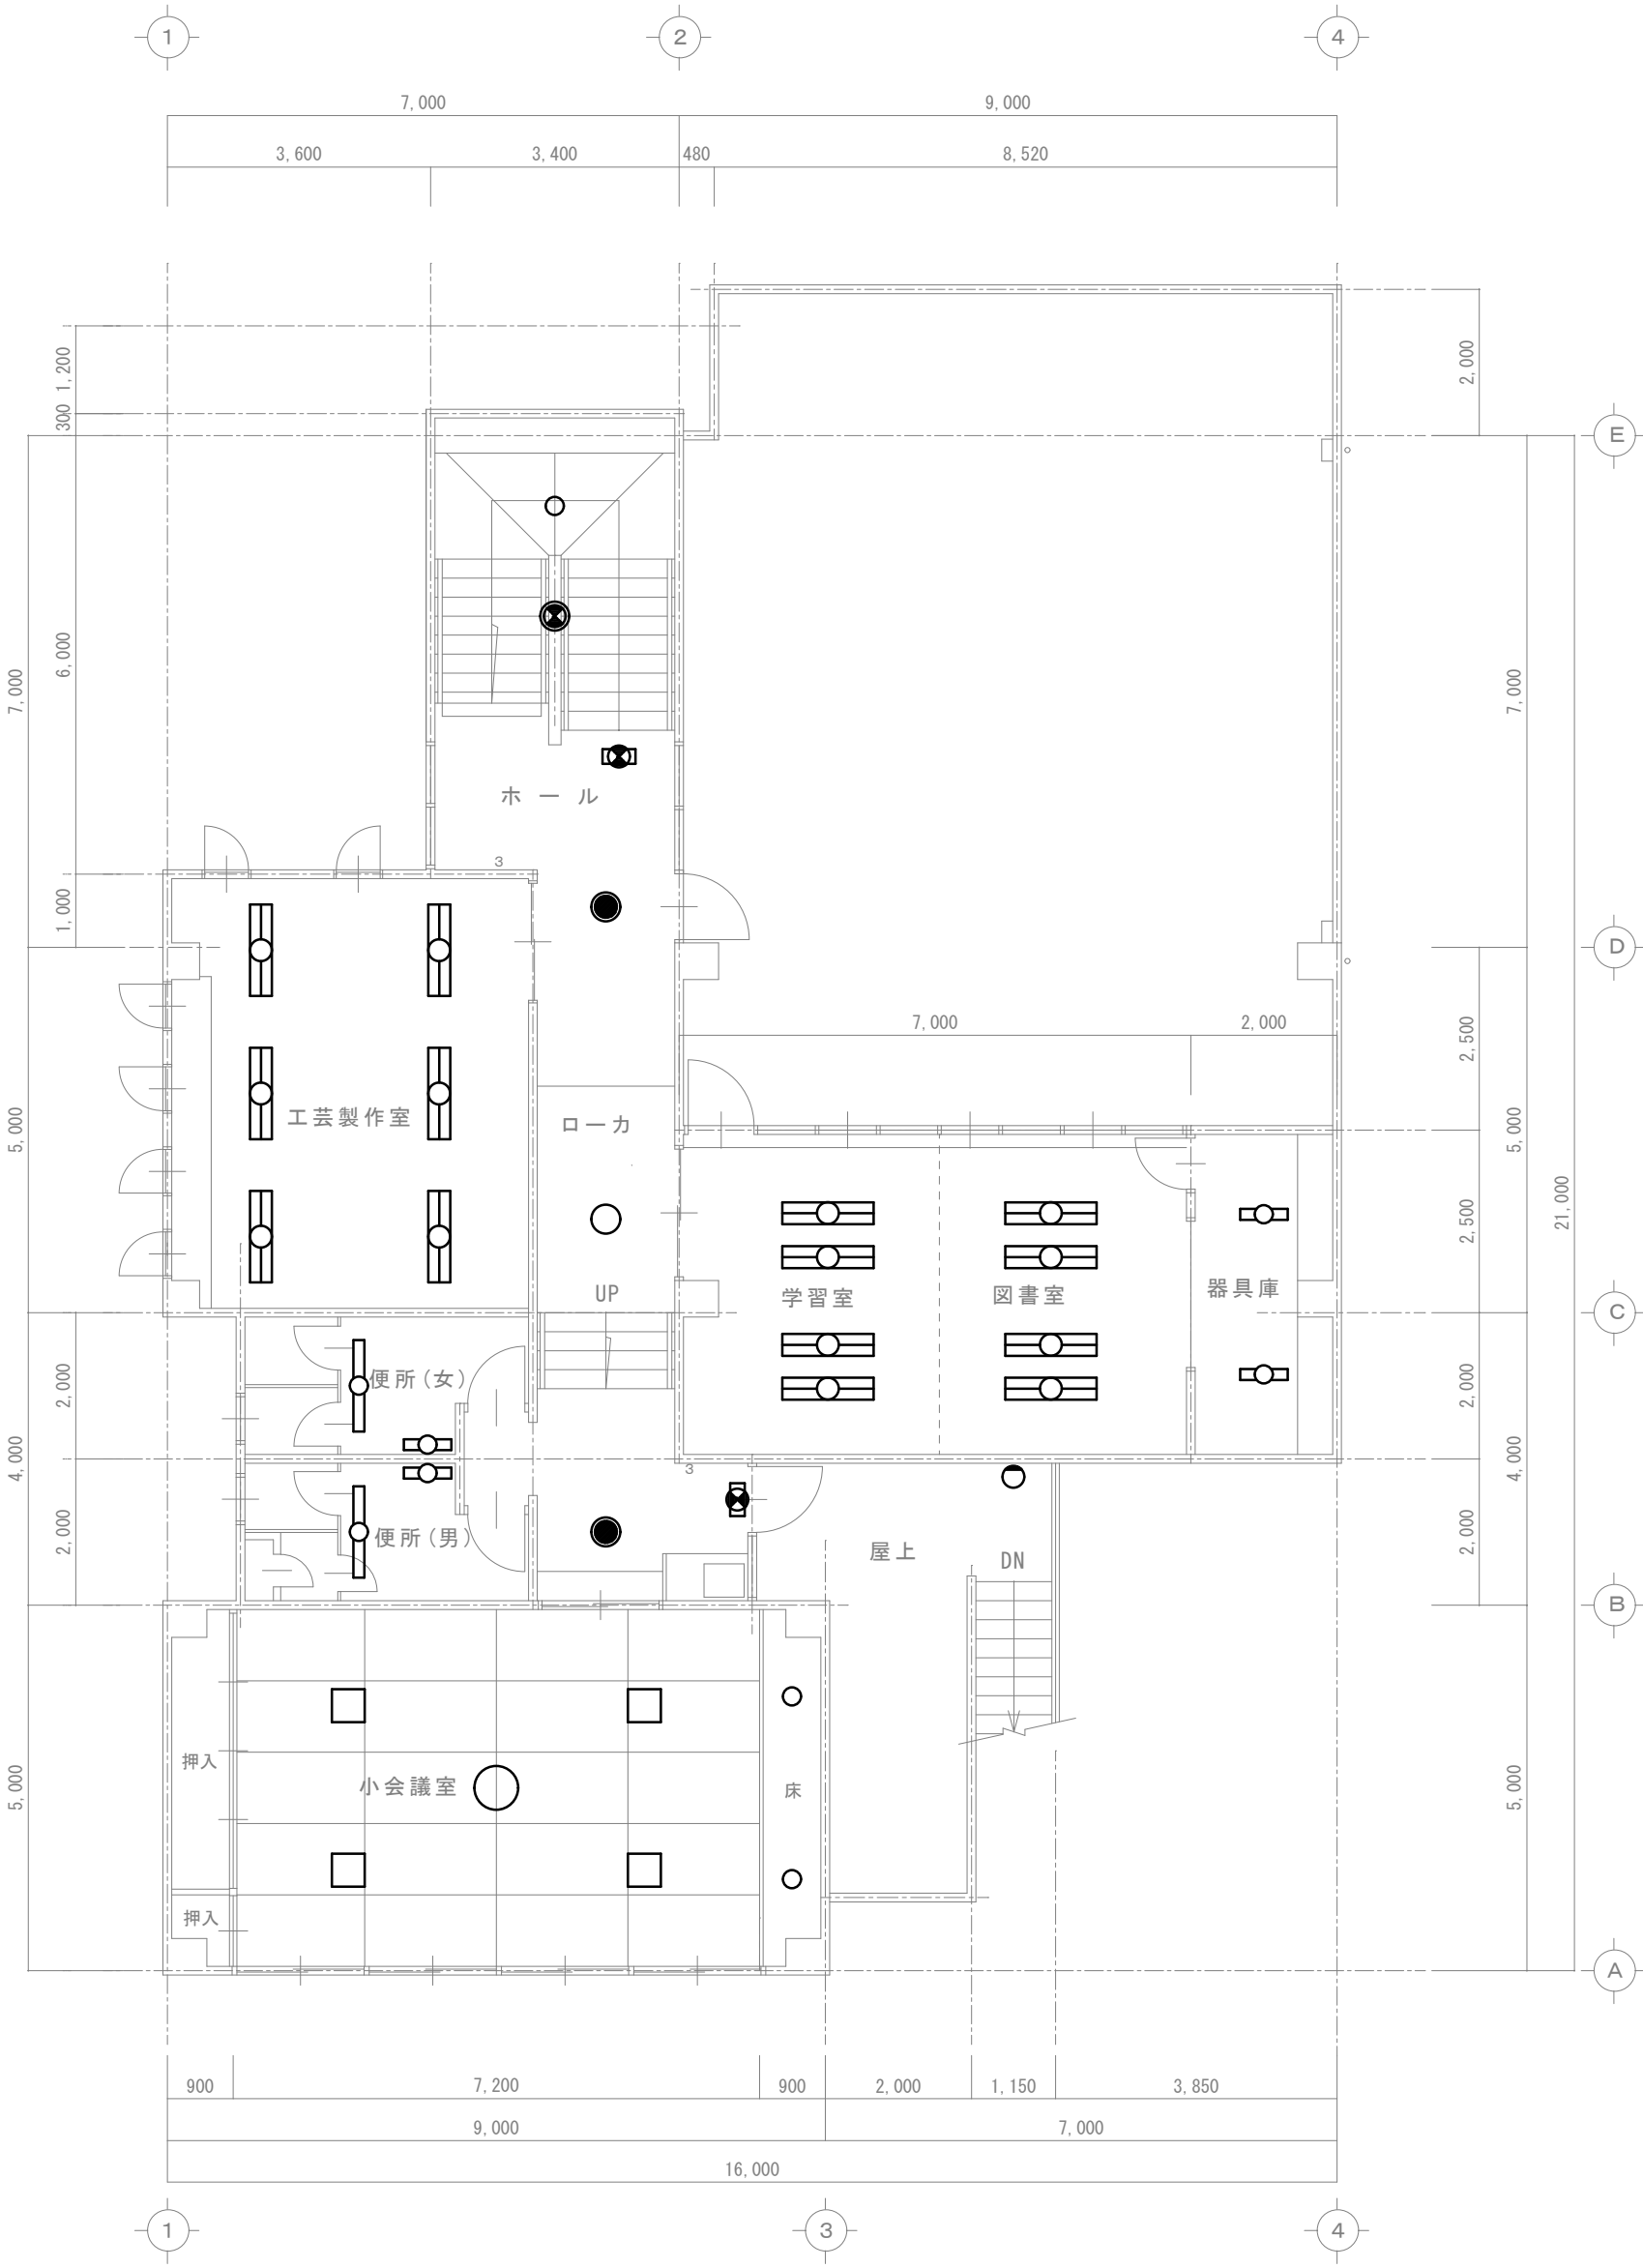 1 2 4
7,000 9,000
3,600 3,400 480 8,520
1,200
2,000
300
E
6,000
7,000
7,000
ホール
3
1,000
D
7,000 2,000
2,500
5,000
工芸製作室
ローカ
5,000
21,000
2,500
UP
学習室
図書室
器具庫
C
2,000
便所(女)
2,000
4,000
3
4,000
2,000
便所(男)
屋上
DN
2,000
B
押入
小会議室
床
5,000
5,000
押入
A
900 7,200 900 2,000 1,150 3,850
9,000 7,000
16,000
1 3 4